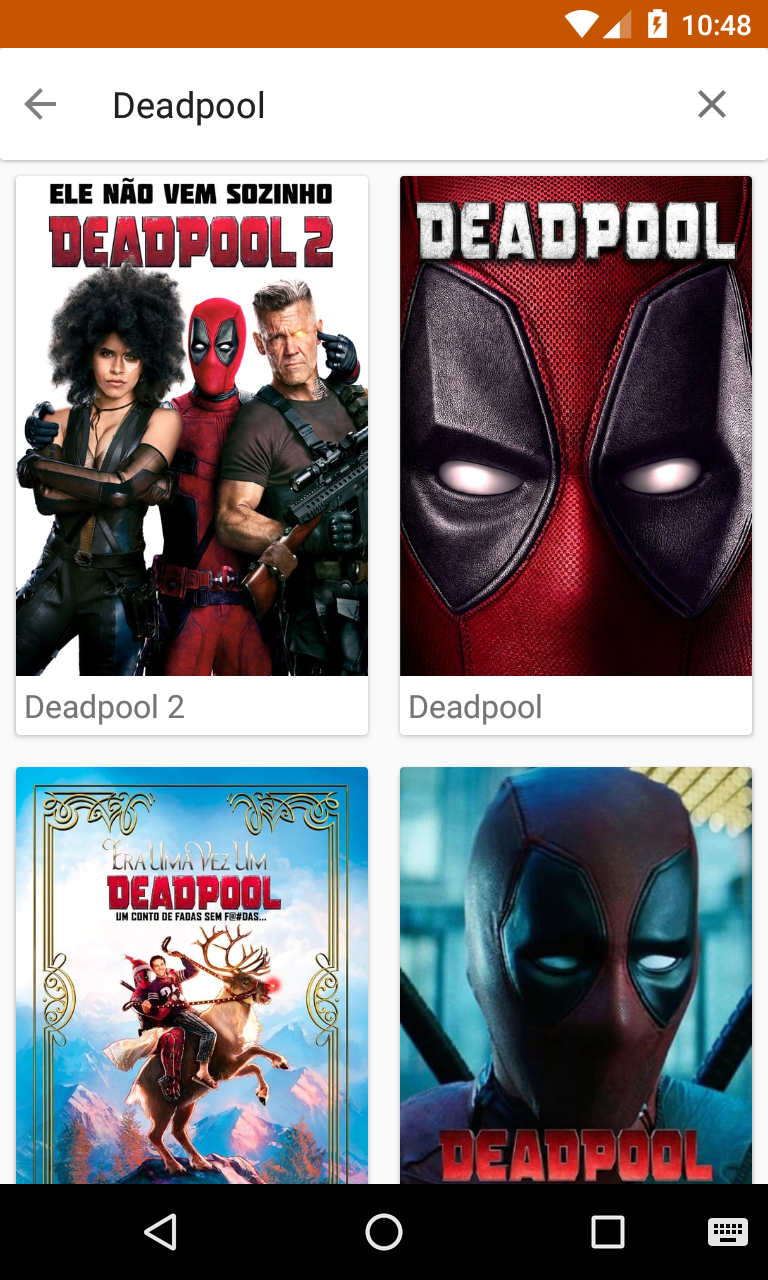 10:48
Deadpool
ELE NÃO VEM SOZINHO
DEADPOOL 2
DEADPOOL
Deadpool 2
Deadpool
ERA UMA VEZ UM
DEADPOOL
UM CONTO DE FADAS SEM F@#DAS...
DEADPOOL